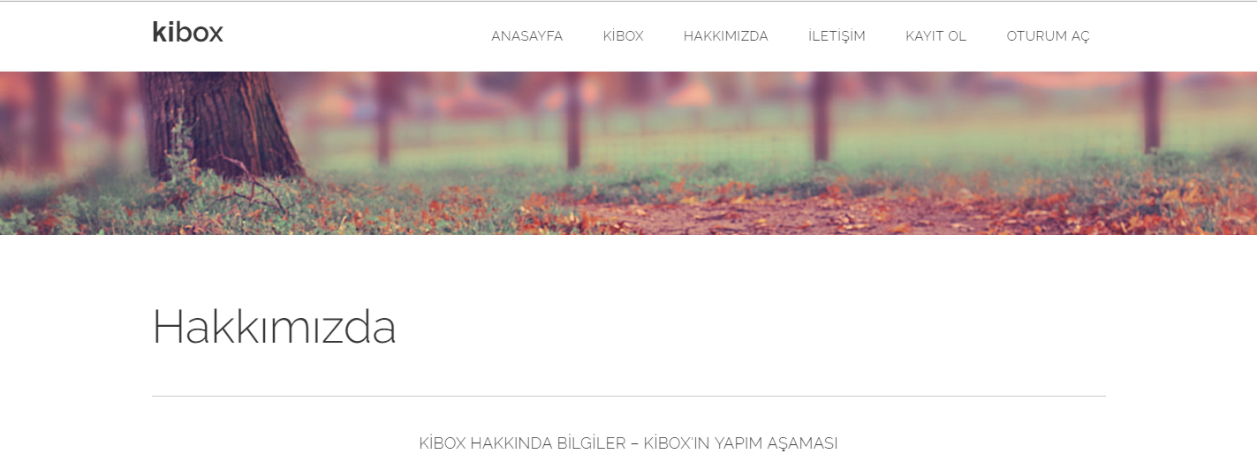 kibox
ANASAYFA KİBOX HAKKIMIZDA İLETİŞİM KAYIT OL OTURUM AÇ
Hakkımızda
KİBOX HAKKINDA BİLGİLER – KİBOX'IN YAPIM AŞAMASI